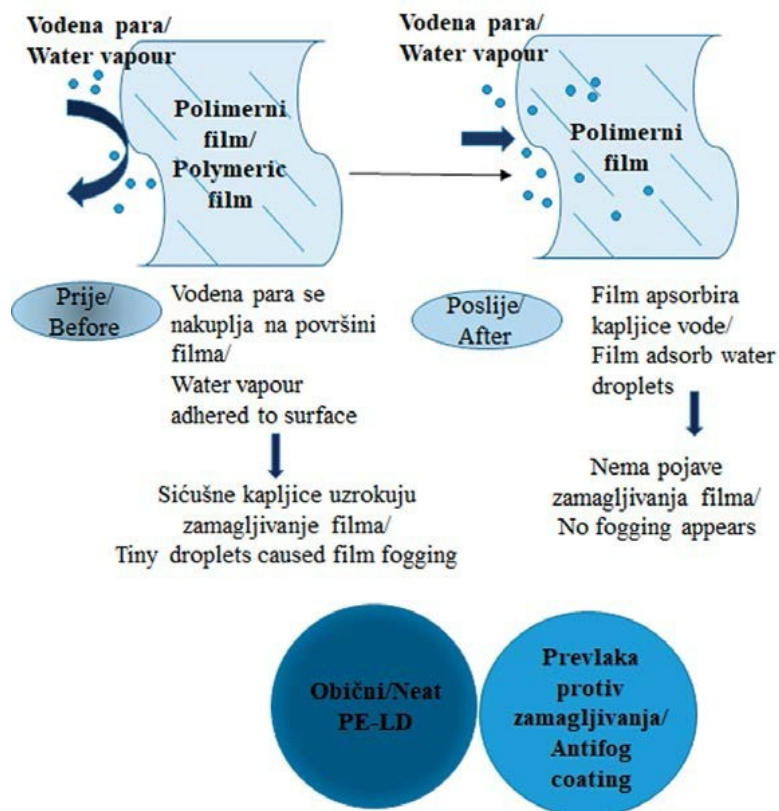 Vodena para/
Water vapour
Polimerni
film/
Polymeric
film
Vodena para/
Water vapour
Polimerni
film
Prije/
Before
Vodena para se
nakuplja na površini
filma/
Water vapour
adhered to surface
Sićušne kapljice uzrokuju
zamagljivanje filma/
Tiny droplets caused film fogging
Poslije/
After
Film apsorbira
kapljice vode/
Film adsorb water
droplets
Nema pojave
zamagljivanja filma/
No fogging appears
Obični/Neat
PE-LD
Prevlaka
protiv
zamagljivanja/
Antifog
coating